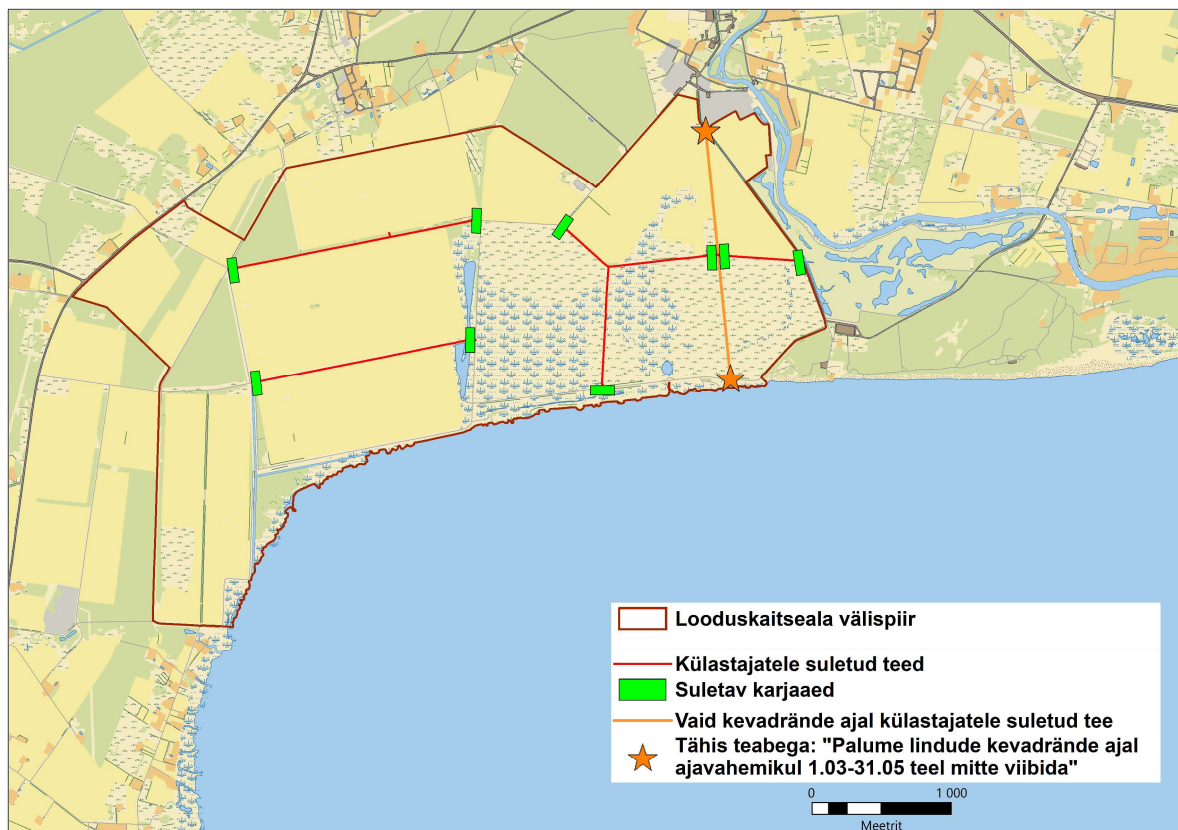 Looduskaitseala välispiir
Külastajatele suletud teed
Suletav karjaaed
Vaid kevadrände ajal külastajatele suletud tee
Tähis teabega: "Palume lindude kevadrände ajal
ajavahemikul 1.03-31.05 teel mitte viibida"
0 1 000
Meetrit